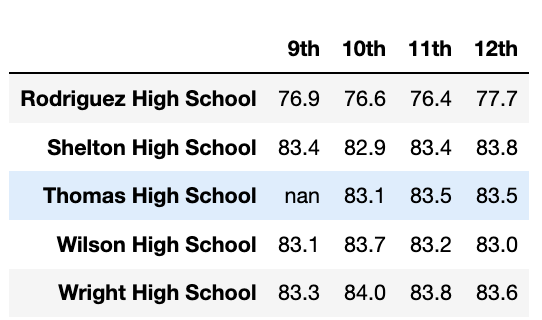 9th 10th 11th 12th
Rodriguez High School 76.9 76.6 76.4 77.7
Shelton High School 83.4 82.9 83.4 83.8
Thomas High School nan 83.1 83.5 83.5
Wilson High School 83.1 83.7 83.2 83.0
Wright High School 83.3 84.0 83.8 83.6